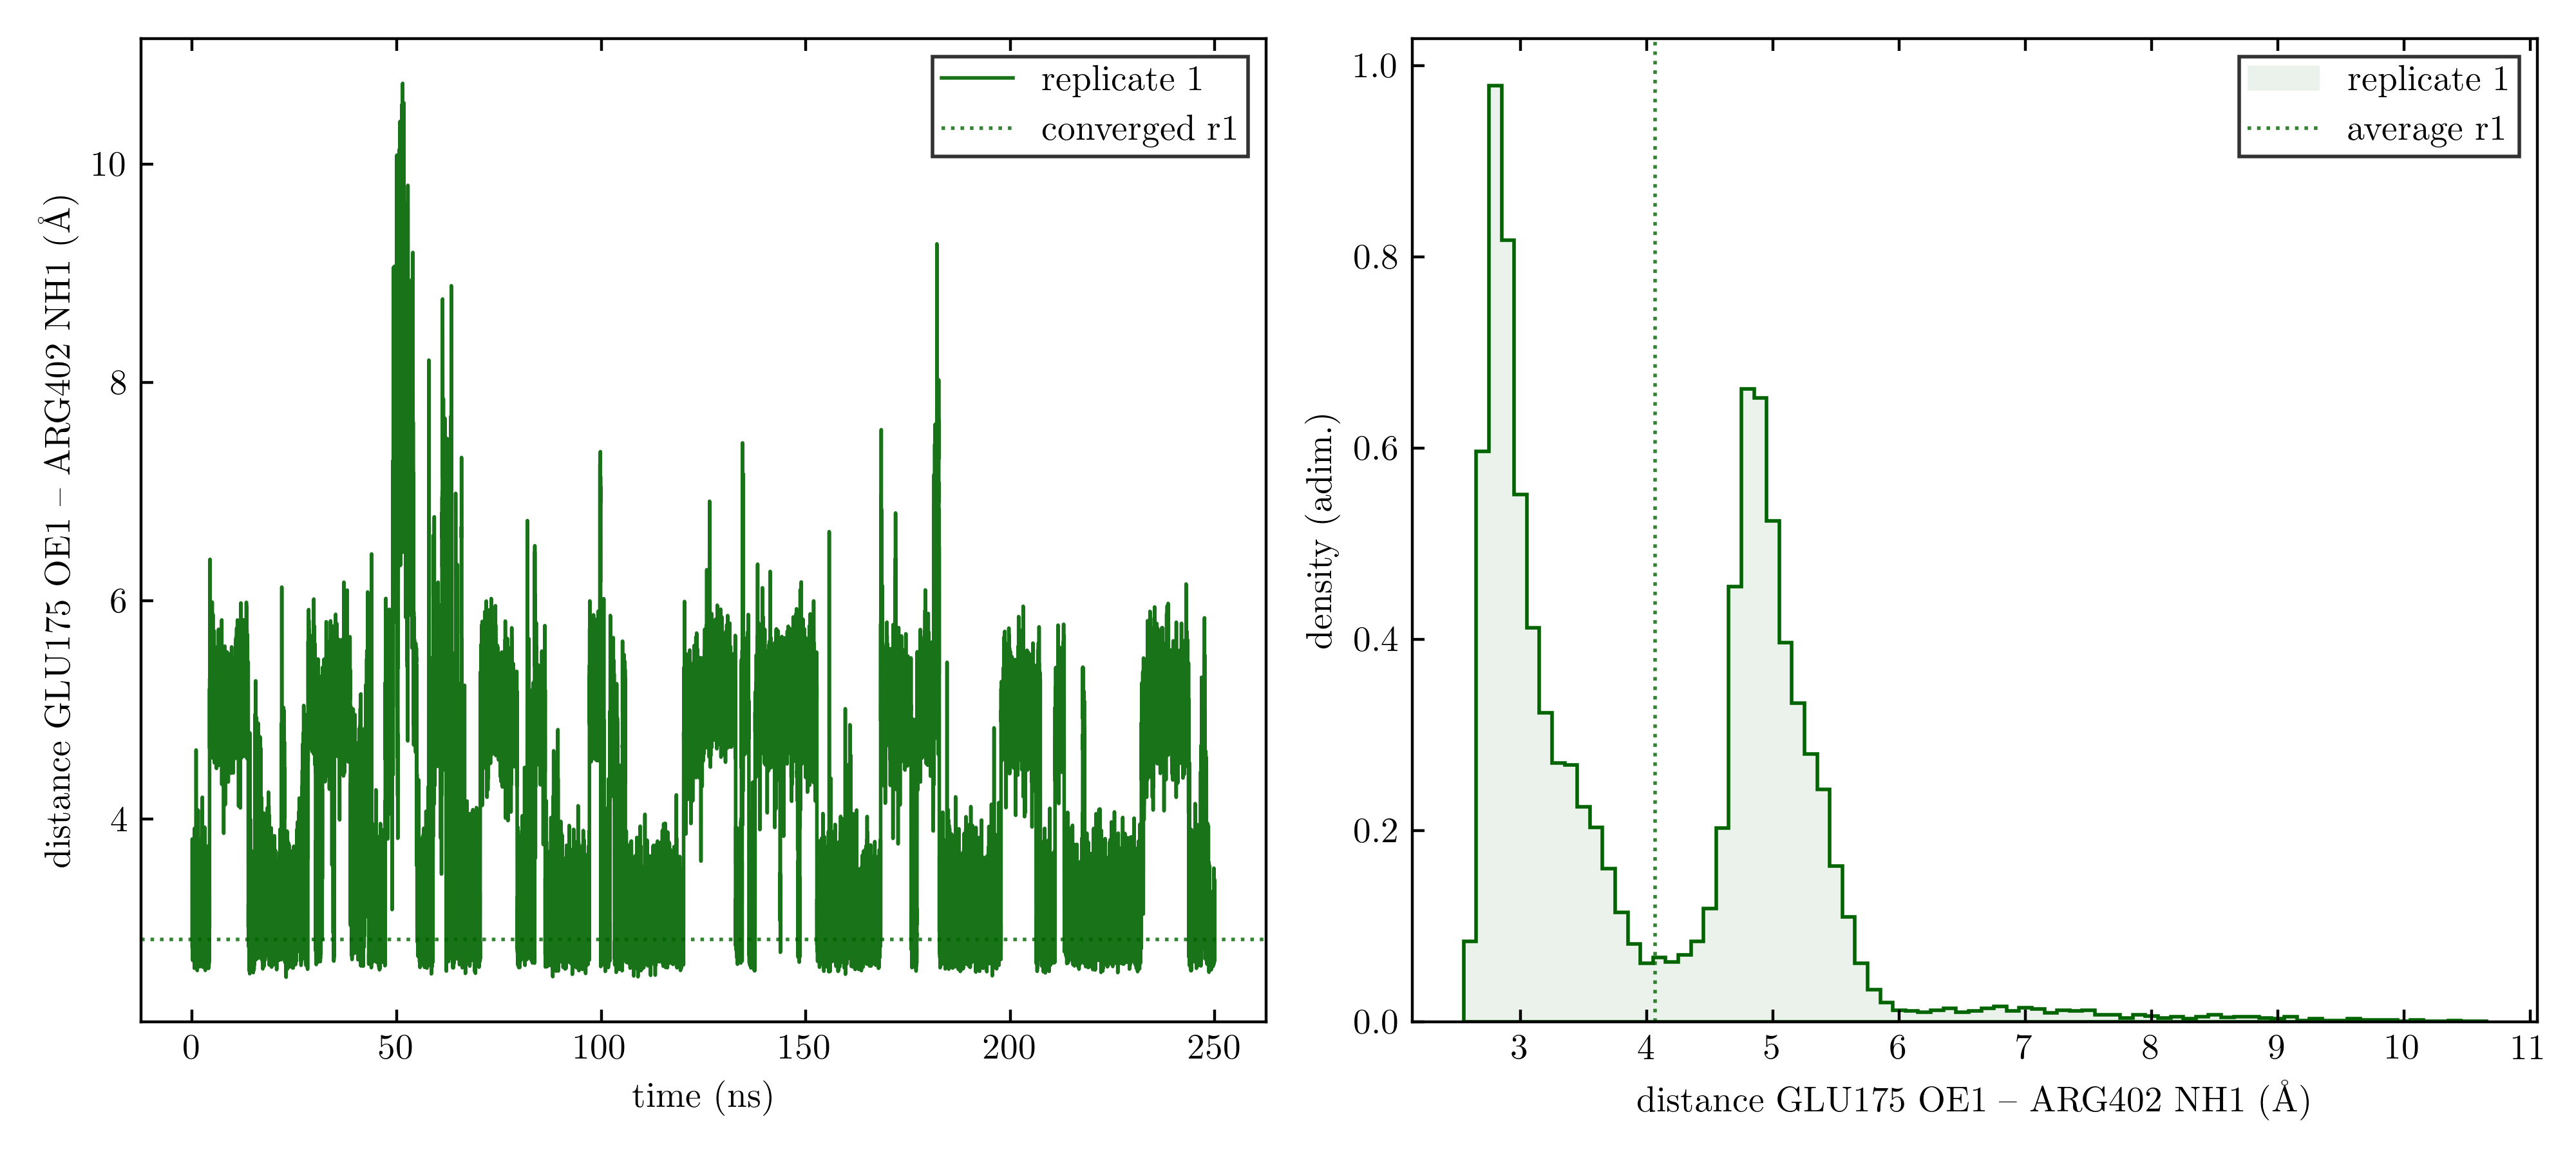 distance GLU175 OE1 – ARG402 NH1 (Å)
10
8
6
4
replicate 1
converged r1
0 50 100 150 200 250
time (ns)
density (adim.)
1.0
0.8
0.6
0.4
0.2
0.0
replicate 1
average r1
3 4 5 6 7 8 9 10 11
distance GLU175 OE1 – ARG402 NH1 (Å)